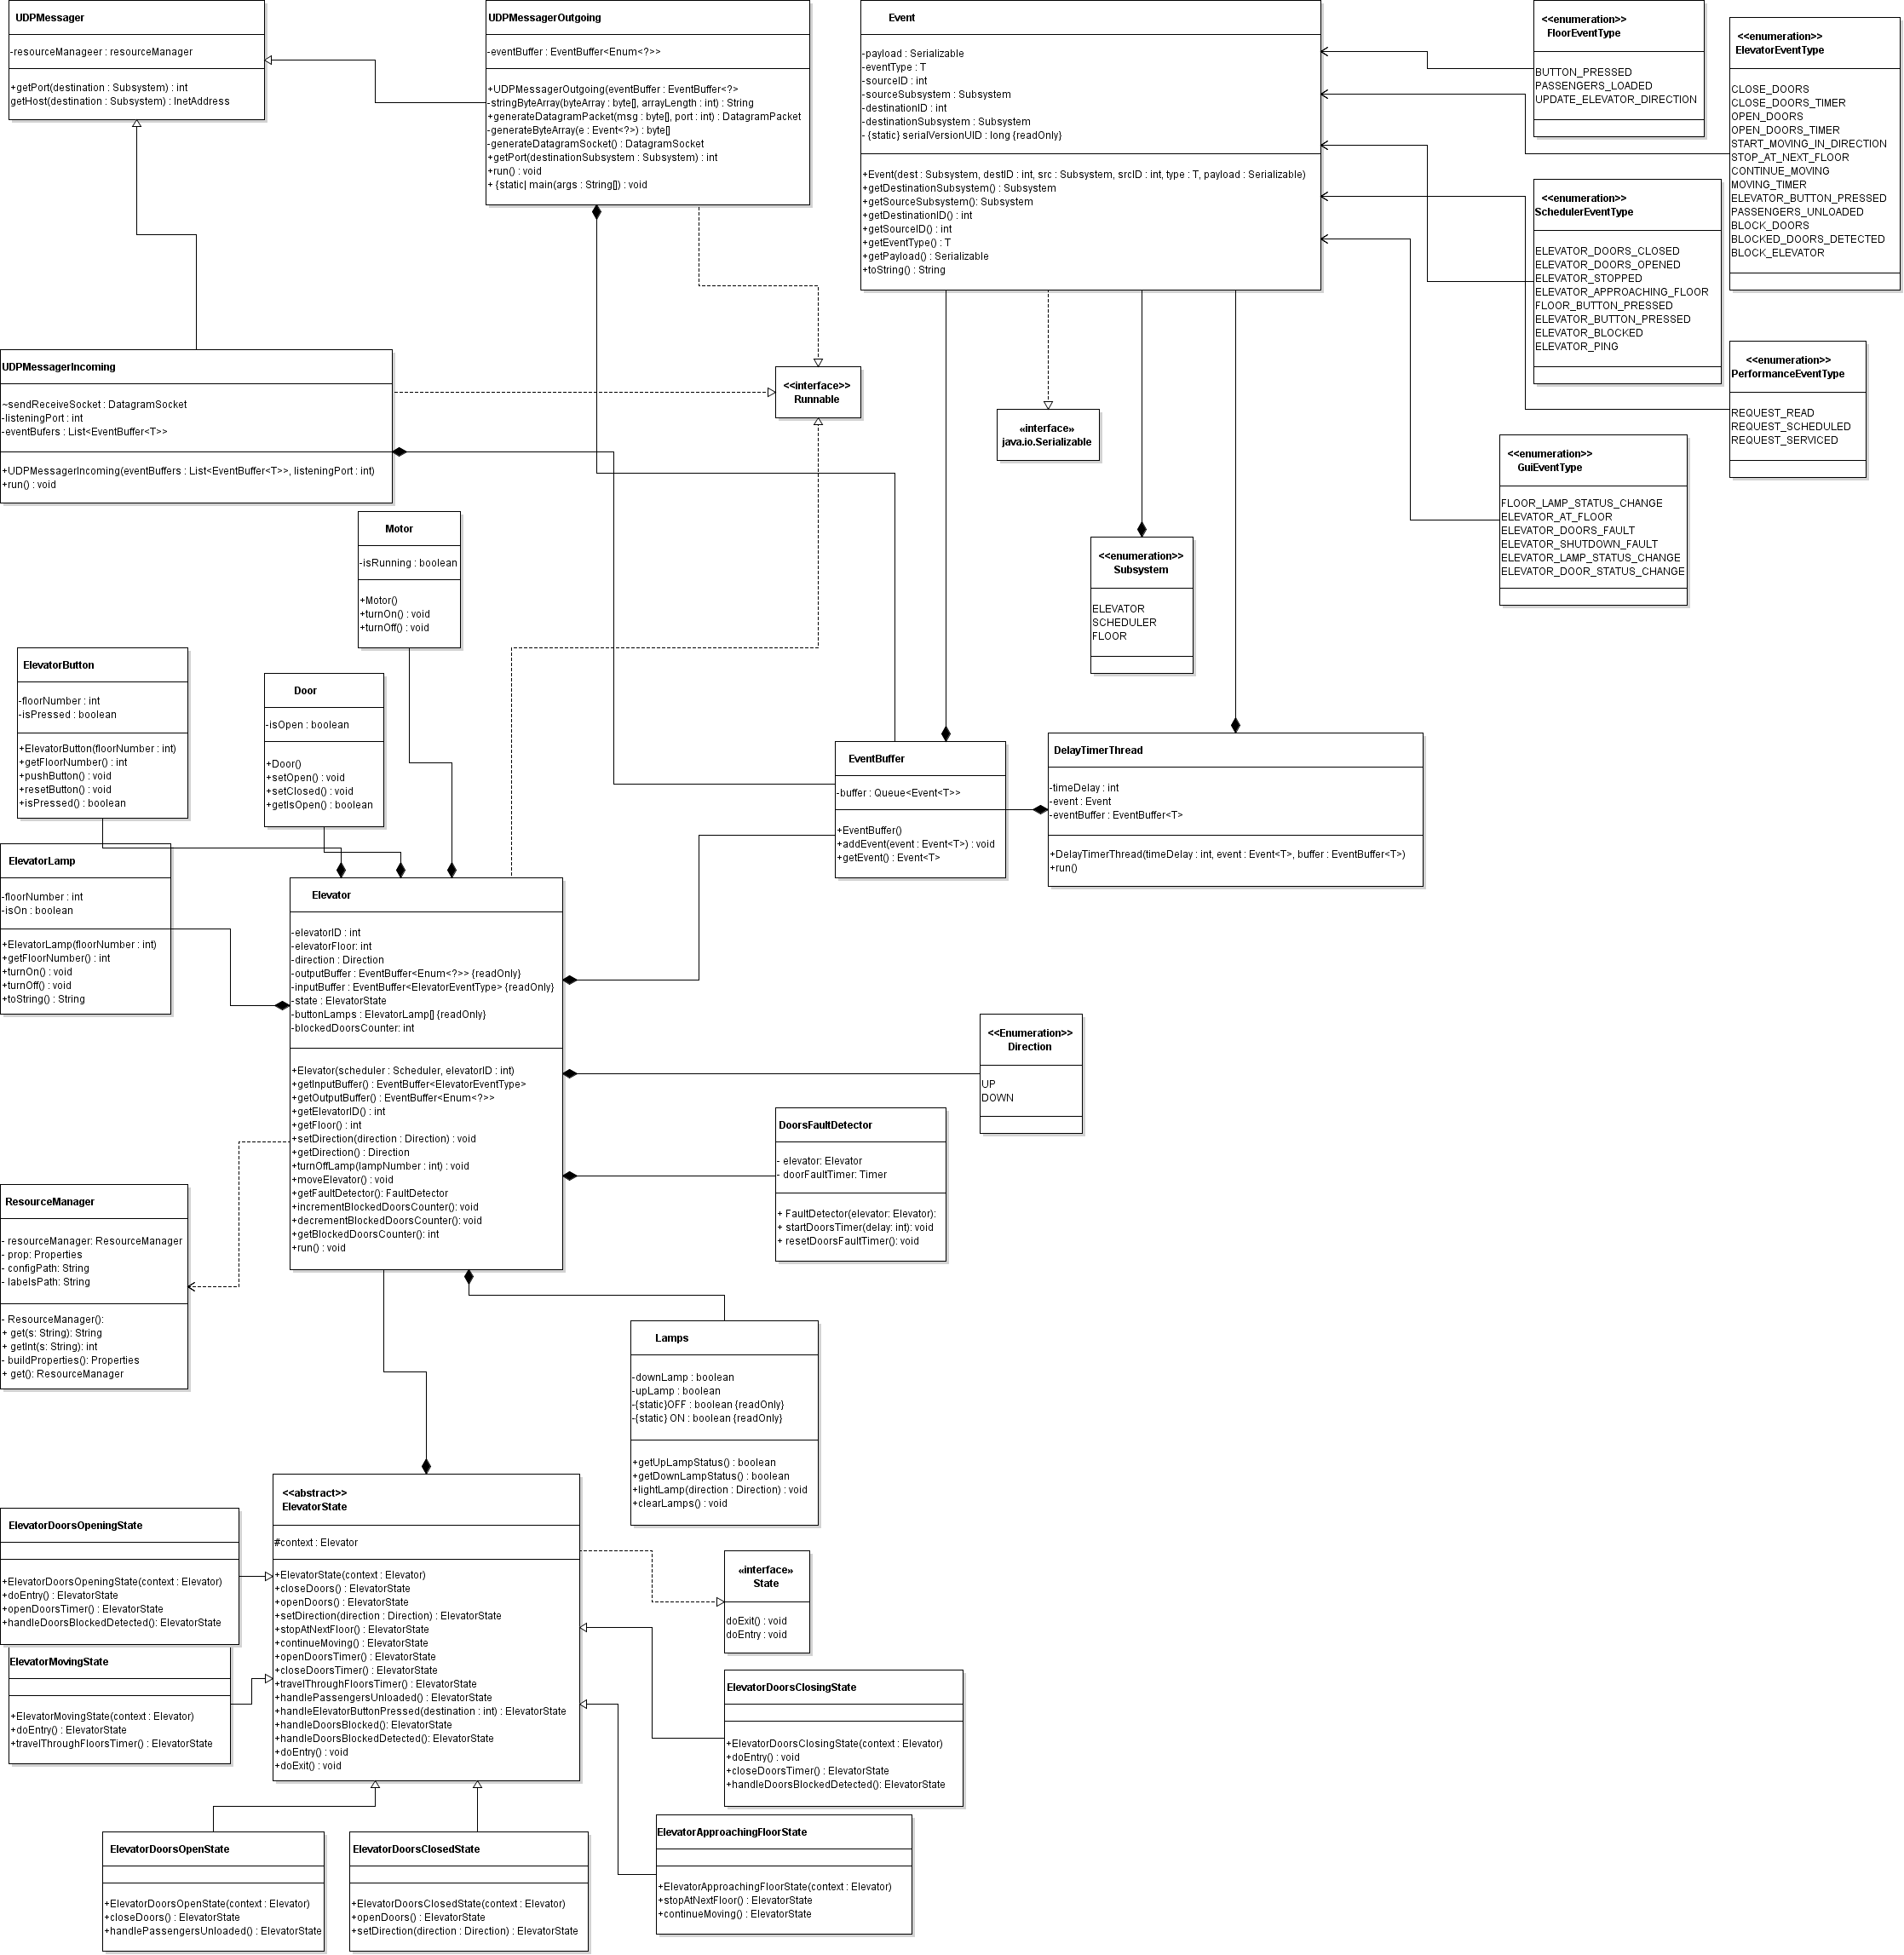 UDPMessager
-resourceManageer : resourceManager
+getPort(destination : Subsystem) : int
getHost(destination : Subsystem) : InetAddress
UDPMessagerOutgoing
-eventBuffer : EventBuffer<Enum<?>>
+UDPMessagerOutgoing(eventBuffer : EventBuffer<?>
-stringByteArray(byteArray : byte[], arrayLength : int) : String
+generateDatagramPacket(msg : byte[], port : int) : DatagramPacket
-generateByteArray(e : Event<?>) : byte[]
-generateDatagramSocket() : DatagramSocket
+getPort(destinationSubsystem : Subsystem) : int
+run() : void
+ {static| main(args : String[]) : void
Event
-payload : Serializable
-eventType : T
-sourceID : int
-sourceSubsystem : Subsystem
-destinationID : int
-destinationSubsystem : Subsystem
- {static} serialVersionUID : long {readOnly}
+Event(dest : Subsystem, destID : int, src : Subsystem, srcID : int, type : T, payload : Serializable)
+getDestinationSubsystem() : Subsystem
+getSourceSubsystem(): Subsystem
+getDestinationID() : int
+getSourceID() : int
+getEventType() : T
+getPayload() : Serializable
+toString() : String
<<enumeration>>
FloorEventType
BUTTON_PRESSED
PASSENGERS_LOADED
UPDATE_ELEVATOR_DIRECTION
<<enumeration>>
ElevatorEventType
CLOSE_DOORS
CLOSE_DOORS_TIMER
OPEN_DOORS
OPEN_DOORS_TIMER
START_MOVING_IN_DIRECTION
STOP_AT_NEXT_FLOOR
CONTINUE_MOVING
MOVING_TIMER
ELEVATOR_BUTTON_PRESSED
PASSENGERS_UNLOADED
BLOCK_DOORS
BLOCKED_DOORS_DETECTED
BLOCK_ELEVATOR
<<enumeration>>
SchedulerEventType
ELEVATOR_DOORS_CLOSED
ELEVATOR_DOORS_OPENED
ELEVATOR_STOPPED
ELEVATOR_APPROACHING_FLOOR
FLOOR_BUTTON_PRESSED
ELEVATOR_BUTTON_PRESSED
ELEVATOR_BLOCKED
ELEVATOR_PING
<<enumeration>>
PerformanceEventType
REQUEST_READ
REQUEST_SCHEDULED
REQUEST_SERVICED
<<enumeration>>
GuiEventType
FLOOR_LAMP_STATUS_CHANGE
ELEVATOR_AT_FLOOR
ELEVATOR_DOORS_FAULT
ELEVATOR_SHUTDOWN_FAULT
ELEVATOR_LAMP_STATUS_CHANGE
ELEVATOR_DOOR_STATUS_CHANGE
UDPMessagerIncoming
~sendReceiveSocket : DatagramSocket
-listeningPort : int
-eventBufers : List<EventBuffer<T>>
+UDPMessagerIncoming(eventBuffers : List<EventBuffer<T>>, listeningPort : int)
+run() : void
<<interface>>
Runnable
«interface»
java.io.Serializable
<<enumeration>>
Subsystem
ELEVATOR
SCHEDULER
FLOOR
Motor
-isRunning : boolean
+Motor()
+turnOn() : void
+turnOff() : void
ElevatorButton
-floorNumber : int
-isPressed : boolean
+ElevatorButton(floorNumber : int)
+getFloorNumber() : int
+pushButton() : void
+resetButton() : void
+isPressed() : boolean
Door
-isOpen : boolean
+Door()
+setOpen() : void
+setClosed() : void
+getIsOpen() : boolean
EventBuffer
-buffer : Queue<Event<T>>
+EventBuffer()
+addEvent(event : Event<T>) : void
+getEvent() : Event<T>
DelayTimerThread
-timeDelay : int
-event : Event
-eventBuffer : EventBuffer<T>
+DelayTimerThread(timeDelay : int, event : Event<T>, buffer : EventBuffer<T>)
+run()
ElevatorLamp
-floorNumber : int
-isOn : boolean
+ElevatorLamp(floorNumber : int)
+getFloorNumber() : int
+turnOn() : void
+turnOff() : void
+toString() : String
Elevator
-elevatorID : int
-elevatorFloor: int
-direction : Direction
-outputBuffer : EventBuffer<Enum<?>> {readOnly}
-inputBuffer : EventBuffer<ElevatorEventType> {readOnly}
-state : ElevatorState
-buttonLamps : ElevatorLamp[] {readOnly}
-blockedDoorsCounter: int
+Elevator(scheduler : Scheduler, elevatorID : int)
+getInputBuffer() : EventBuffer<ElevatorEventType>
+getOutputBuffer() : EventBuffer<Enum<?>>
+getElevatorID() : int
+getFloor() : int
+setDirection(direction : Direction) : void
+getDirection() : Direction
+turnOffLamp(lampNumber : int) : void
+moveElevator() : void
+getFaultDetector(): FaultDetector
+incrementBlockedDoorsCounter(): void
+decrementBlockedDoorsCounter(): void
+getBlockedDoorsCounter(): int
+run() : void
<<Enumeration>>
Direction
UP
DOWN
DoorsFaultDetector
- elevator: Elevator
- doorFaultTimer: Timer
+ FaultDetector(elevator: Elevator):
+ startDoorsTimer(delay: int): void
+ resetDoorsFaultTimer(): void
ResourceManager
- resourceManager: ResourceManager
- prop: Properties
- configPath: String
- labelsPath: String
- ResourceManager():
+ get(s: String): String
+ getInt(s: String): int
- buildProperties(): Properties
+ get(): ResourceManager
Lamps
-downLamp : boolean
-upLamp : boolean
-{static}OFF : boolean {readOnly}
-{static} ON : boolean {readOnly}
+getUpLampStatus() : boolean
+getDownLampStatus() : boolean
+lightLamp(direction : Direction) : void
+clearLamps() : void
<<abstract>>
ElevatorState
#context : Elevator
+ElevatorState(context : Elevator)
+closeDoors() : ElevatorState
+openDoors() : ElevatorState
+setDirection(direction : Direction) : ElevatorState
+stopAtNextFloor() : ElevatorState
+continueMoving() : ElevatorState
+openDoorsTimer() : ElevatorState
+closeDoorsTimer() : ElevatorState
+travelThroughFloorsTimer() : ElevatorState
+handlePassengersUnloaded() : ElevatorState
+handleElevatorButtonPressed(destination : int) : ElevatorState
+handleDoorsBlocked(): ElevatorState
+handleDoorsBlockedDetected(): ElevatorState
+doEntry() : void
+doExit() : void
ElevatorDoorsOpeningState
+ElevatorDoorsOpeningState(context : Elevator)
+doEntry() : ElevatorState
+openDoorsTimer() : ElevatorState
+handleDoorsBlockedDetected(): ElevatorState
ElevatorMovingState
+ElevatorMovingState(context : Elevator)
+doEntry() : ElevatorState
+travelThroughFloorsTimer() : ElevatorState
«interface»
State
doExit() : void
doEntry : void
ElevatorDoorsClosingState
+ElevatorDoorsClosingState(context : Elevator)
+doEntry() : void
+closeDoorsTimer() : ElevatorState
+handleDoorsBlockedDetected(): ElevatorState
ElevatorDoorsOpenState
+ElevatorDoorsOpenState(context : Elevator)
+closeDoors() : ElevatorState
+handlePassengersUnloaded() : ElevatorState
ElevatorDoorsClosedState
+ElevatorDoorsClosedState(context : Elevator)
+openDoors() : ElevatorState
+setDirection(direction : Direction) : ElevatorState
ElevatorApproachingFloorState
+ElevatorApproachingFloorState(context : Elevator)
+stopAtNextFloor() : ElevatorState
+continueMoving() : ElevatorState